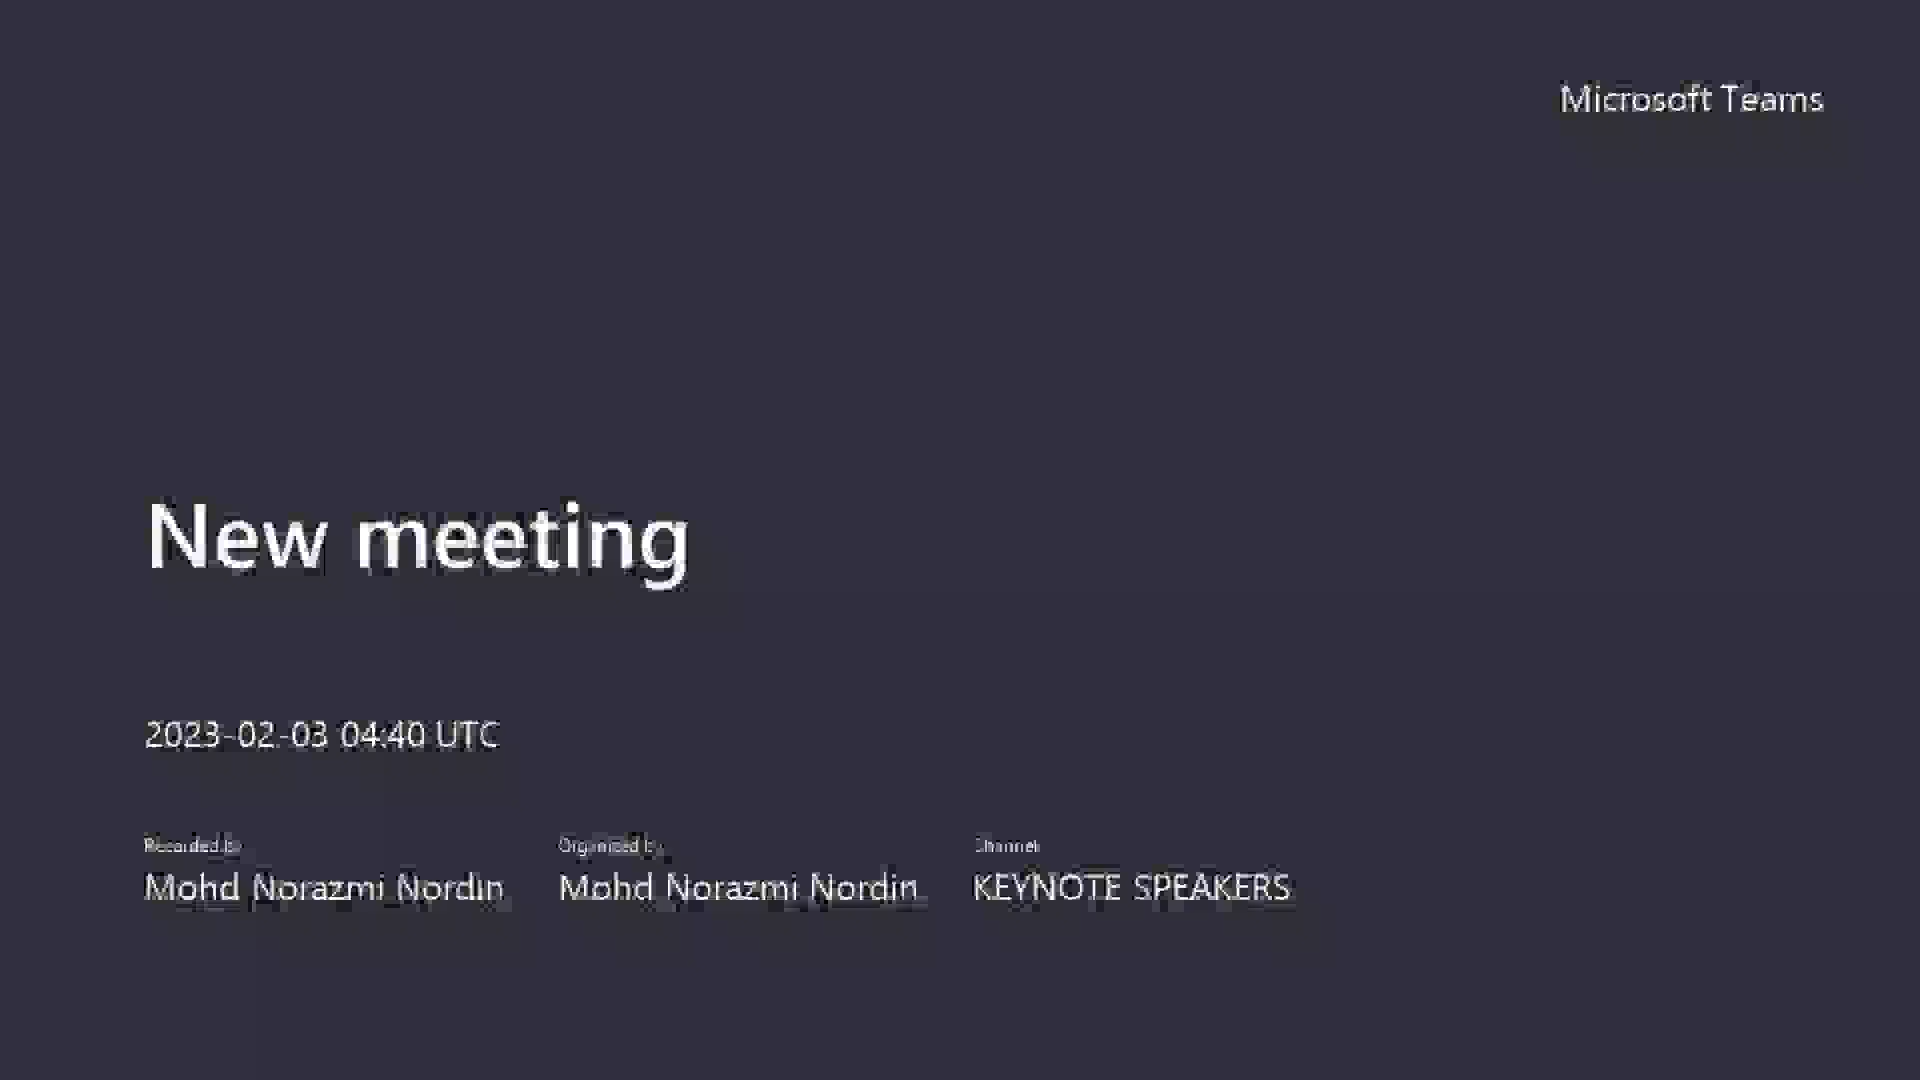 Microsoft Teams
New meeting
2023-02-03 04:40 UTC
Recorded by
Organized by
Channel
Mohd Norazmi Nordin
Mohd Norazmi Nordin
KEYNOTE SPEAKERS